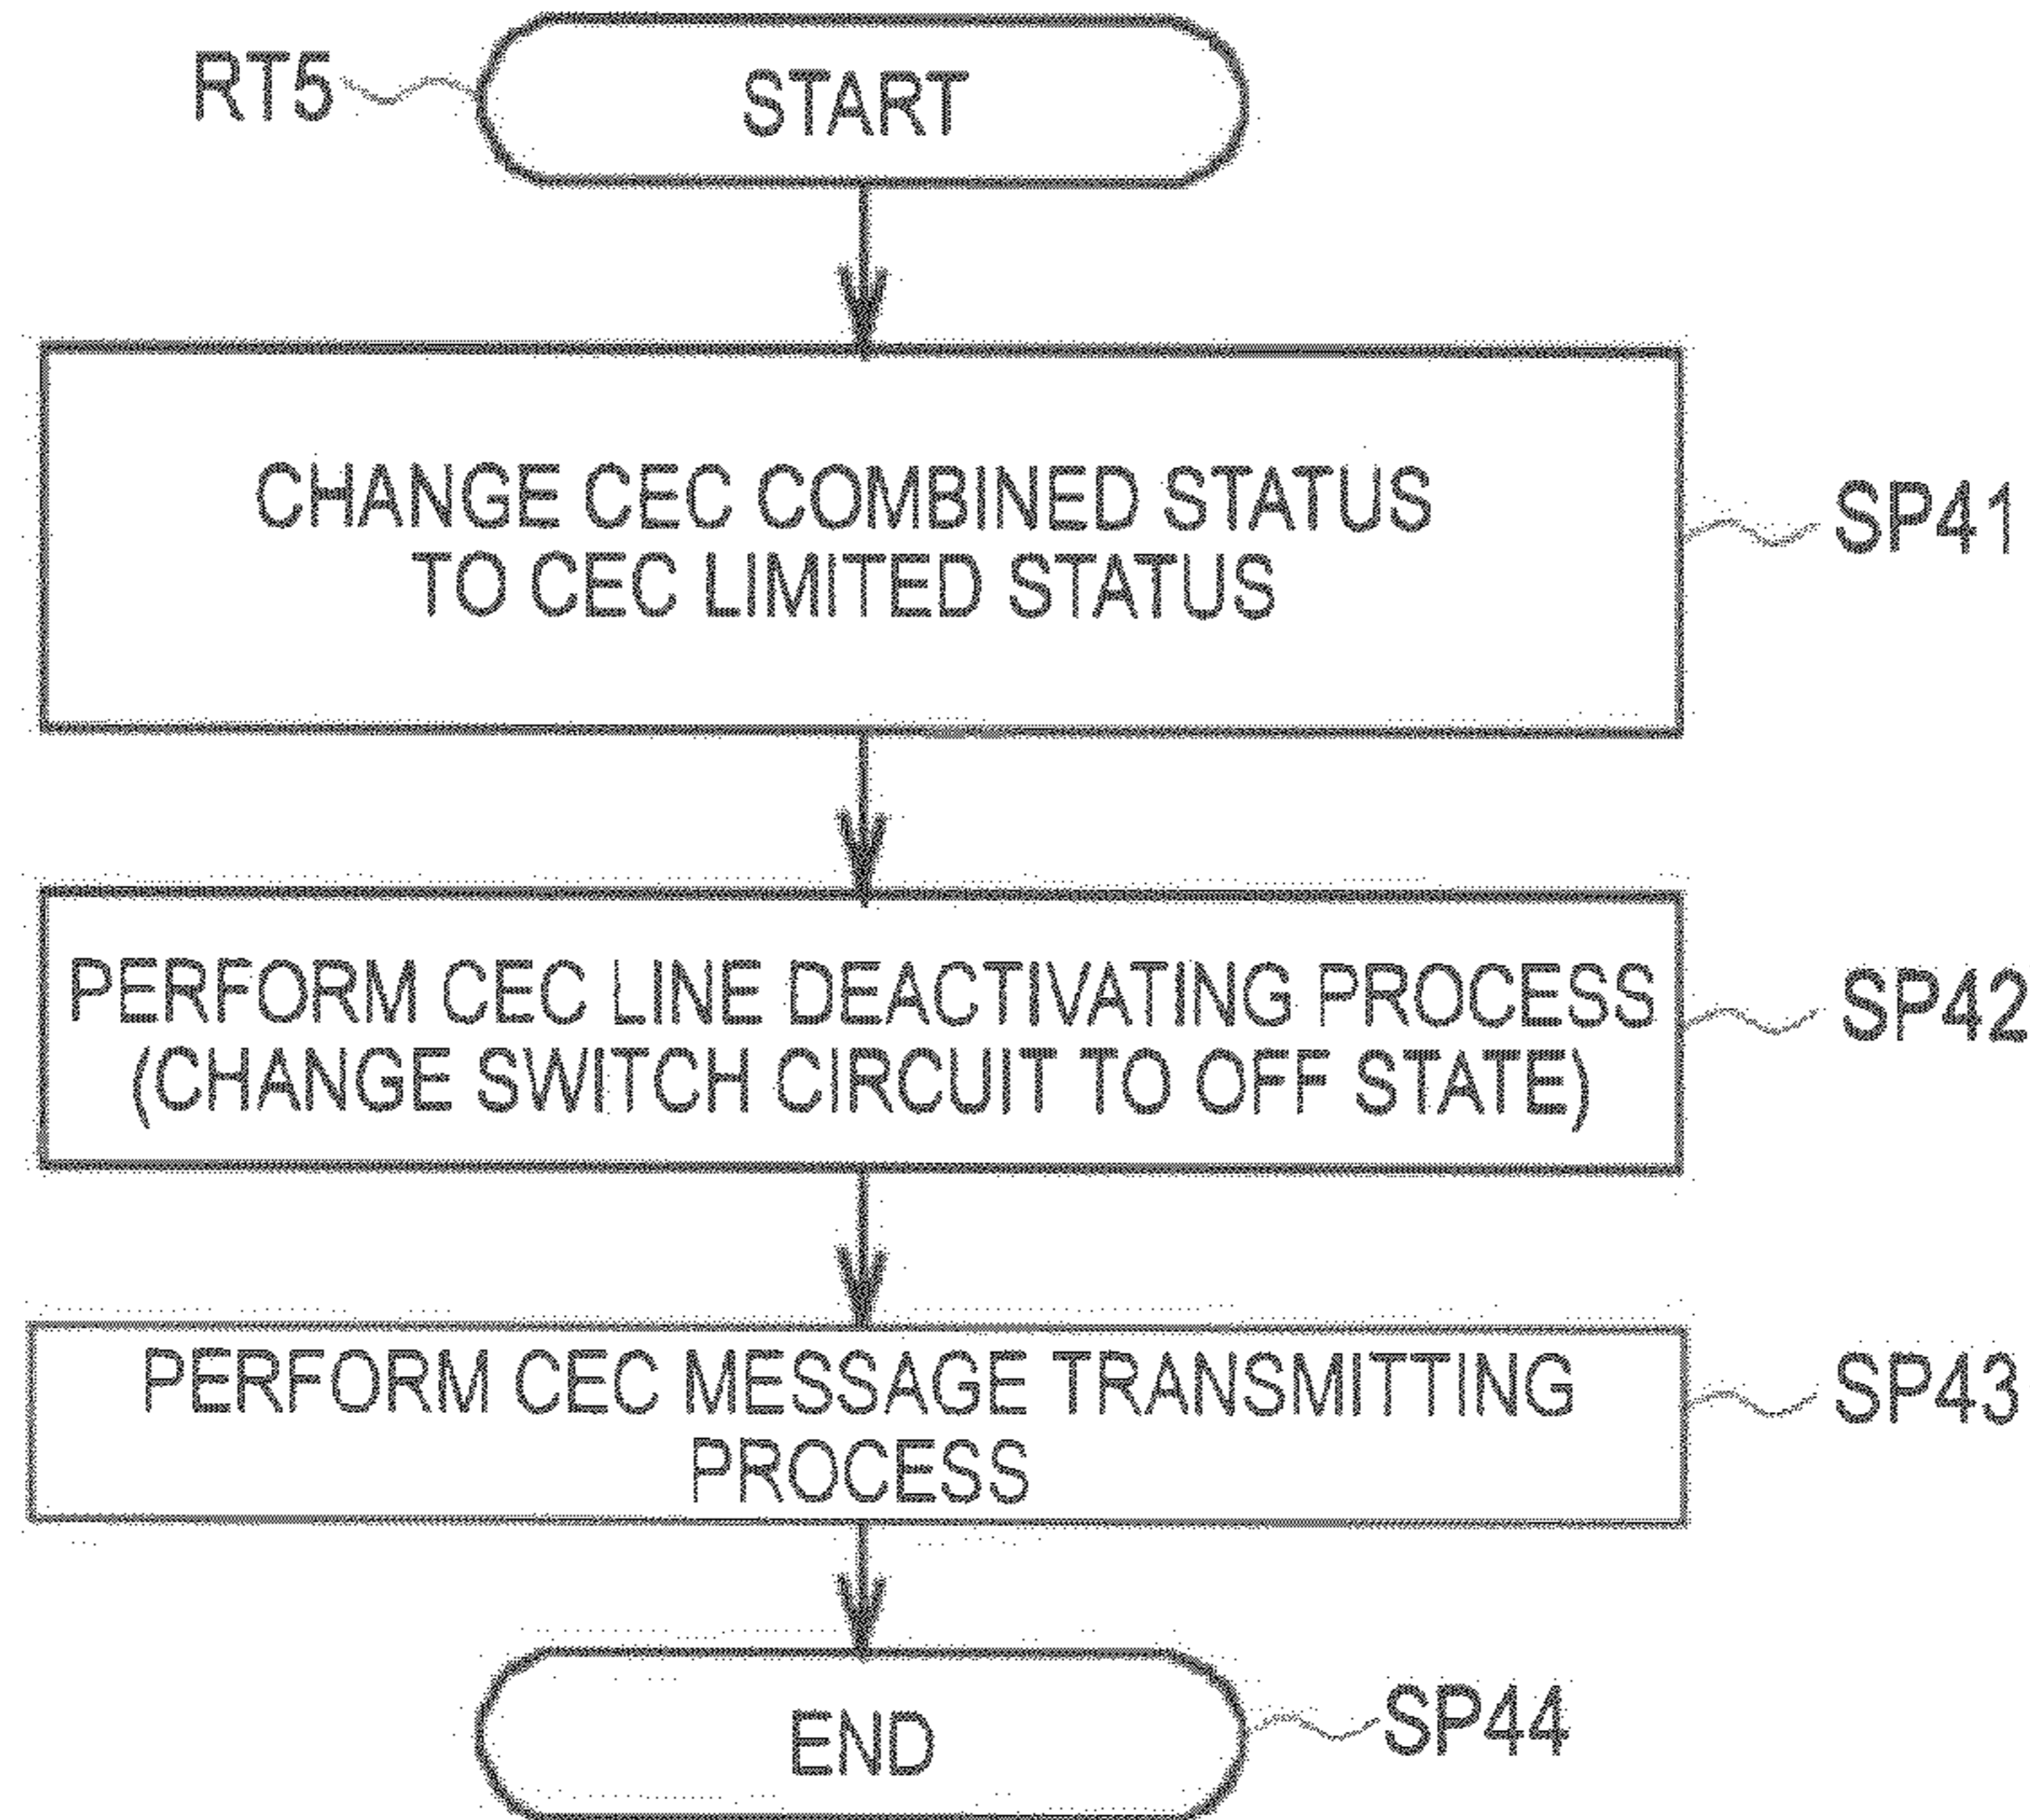 RT5
START
CHANGE CEC COMBINED STATUS
TO CEC LIMITED STATUS
SP41
PERFORM CEC LINE DEACTIVATING PROCESS
(CHANGE SWITCH CIRCUIT TO OFF STATE)
SP42
PERFORM CEC MESSAGE TRANSMITTING
PROCESS
SP43
END
SP44